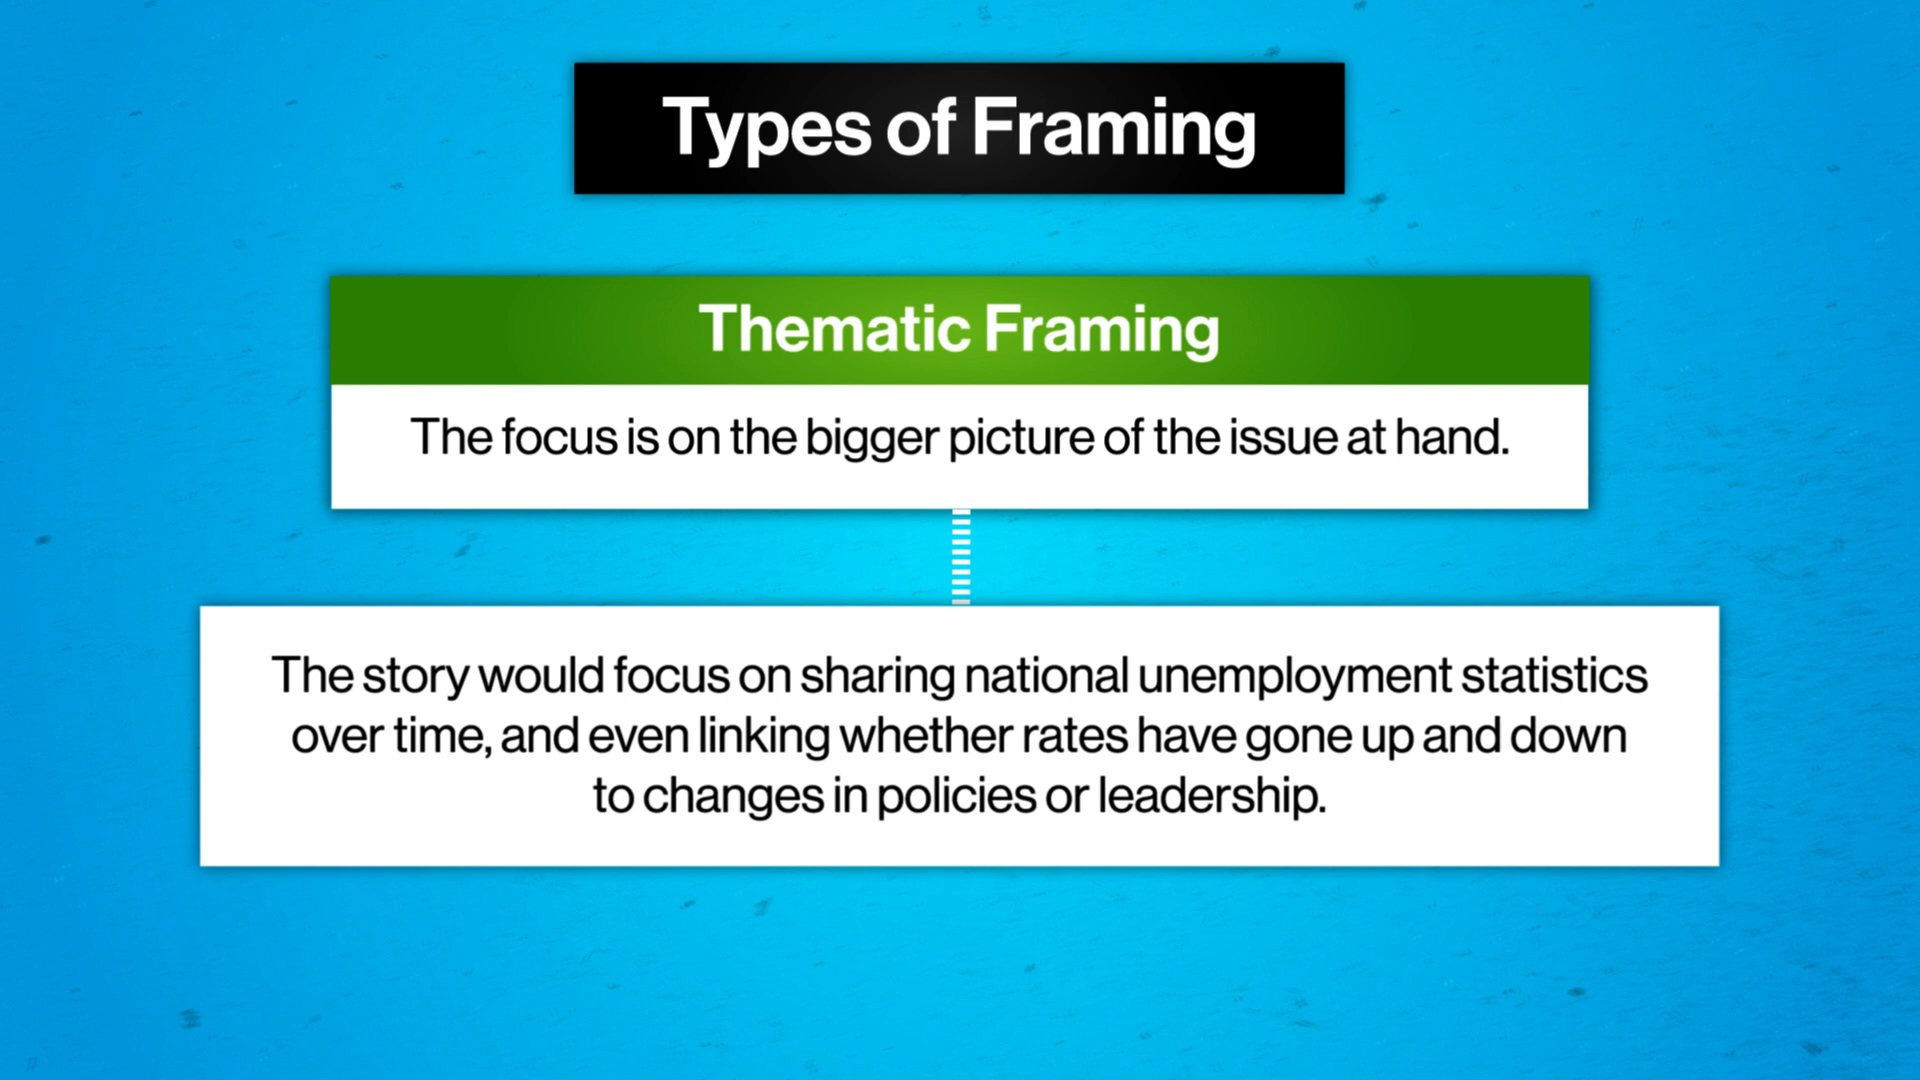 Types of Framing
Thematic Framing
The focus is on the bigger picture of the issue at hand.
The story would focus on sharing national unemployment statistics
over time, and even linking whether rates have gone up and down
to changes in policies or leadership.